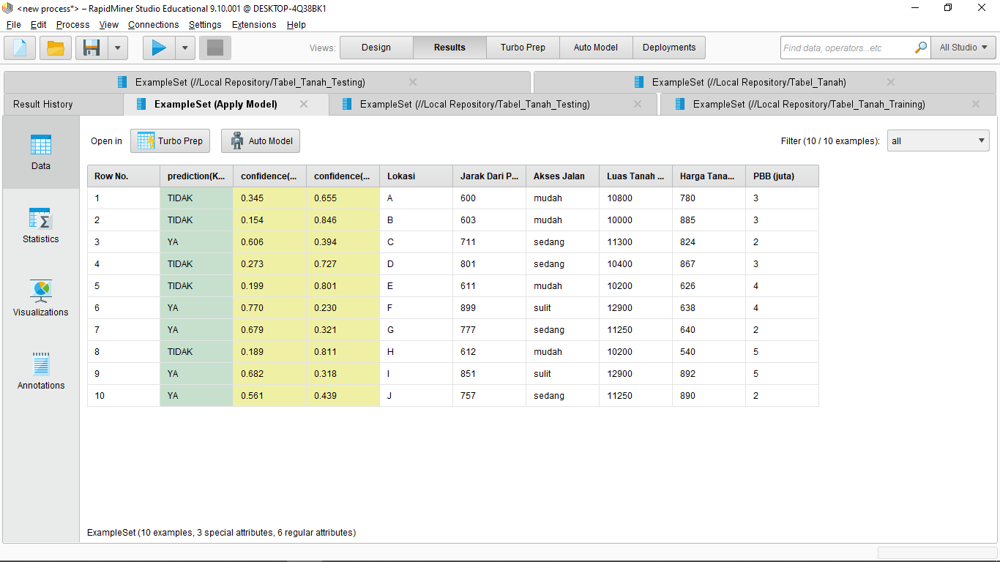 <new process*> – RapidMiner Studio Educational 9.10.001 @ DESKTOP-4Q38BK1
File Edit Process View Connections Settings Extensions Help
Views: Design Results Turbo Prep Auto Model Deployments Find data, operators...etc All Studio
ExampleSet (//Local Repository/Tabel_Tanah_Testing) ExampleSet (//Local Repository/Tabel_Tanah)
Result History ExampleSet (Apply Model) ExampleSet (//Local Repository/Tabel_Tanah_Testing) ExampleSet (//Local Repository/Tabel_Tanah_Training)
Data
Statistics
Visualizations
Annotations
Open in Turbo Prep Auto Model Filter (10 / 10 examples): all
Row No. prediction(K... confidence(... confidence(... Lokasi Jarak Dari P... Akses Jalan Luas Tanah ... Harga Tana... PBB (juta)
1 TIDAK 0.345 0.655 A 600 mudah 10800 780 3
2 TIDAK 0.154 0.846 B 603 mudah 10000 885 3
3 YA 0.606 0.394 C 711 sedang 11300 824 2
4 TIDAK 0.273 0.727 D 801 sedang 10400 867 3
5 TIDAK 0.199 0.801 E 611 mudah 10200 626 4
6 YA 0.770 0.230 F 899 sulit 12900 638 4
7 YA 0.679 0.321 G 777 sedang 11250 640 2
8 TIDAK 0.189 0.811 H 612 mudah 10200 540 5
9 YA 0.682 0.318 I 851 sulit 12900 892 5
10 YA 0.561 0.439 J 757 sedang 11250 890 2
ExampleSet (10 examples, 3 special attributes, 6 regular attributes)